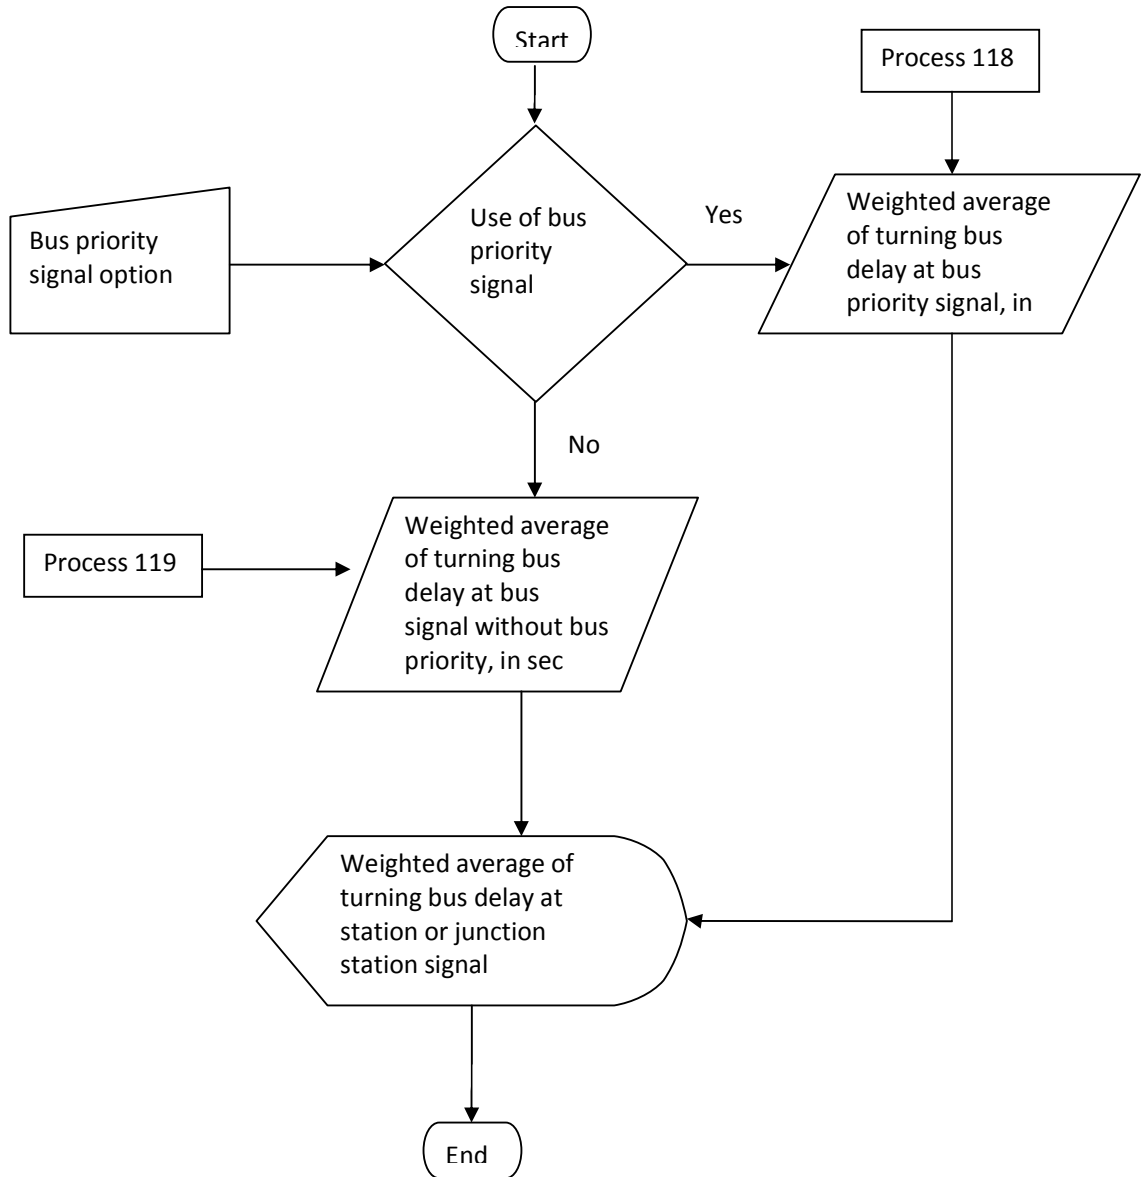 Start
Process 118
Use of bus
priority
signal
Yes
Weighted average
of turning bus
delay at bus
priority signal, in
Bus priority
signal option
No
Process 119
Weighted average
of turning bus
delay at bus
signal without bus
priority, in sec
Weighted average of
turning bus delay at
station or junction
station signal
End